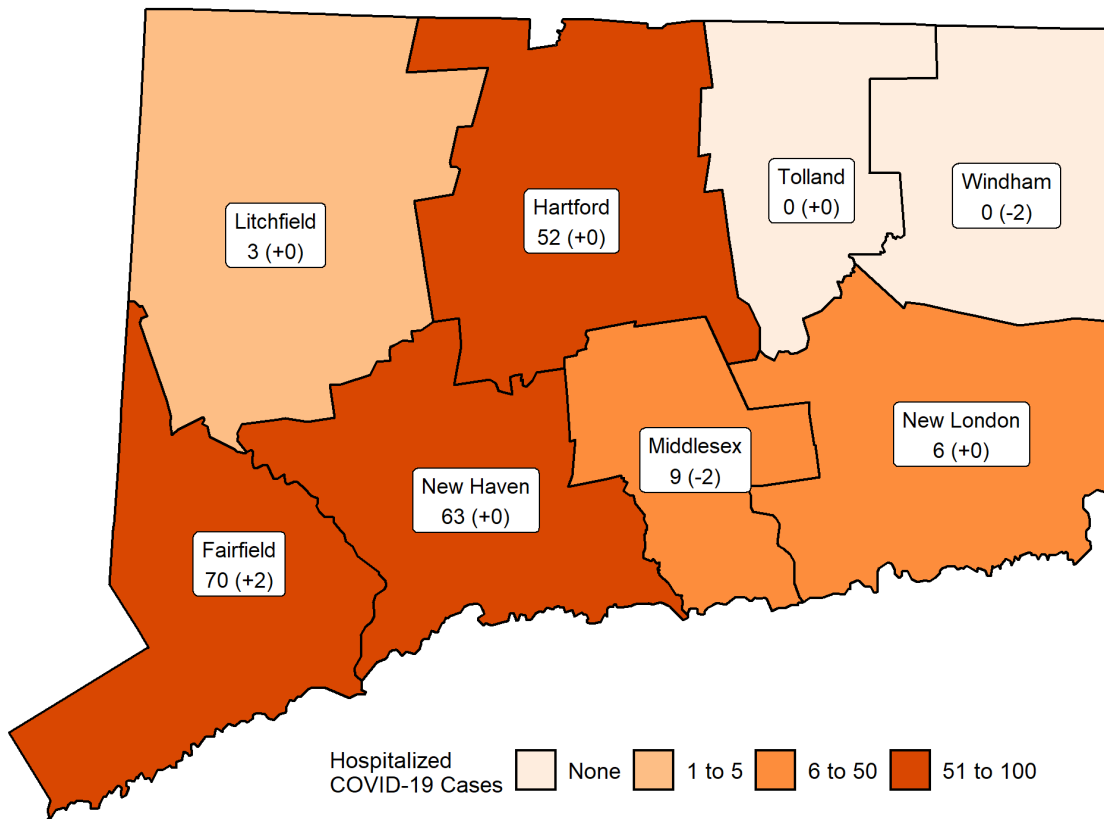 Tolland
0 (+0)
Windham
0 (-2)
Litchfield
3 (+0)
Hartford
52 (+0)
New London
6 (+0)
Middlesex
9 (-2)
New Haven
63 (+0)
Fairfield
70 (+2)
Hospitalized
COVID-19 Cases
None
1 to 5
6 to 50
51 to 100